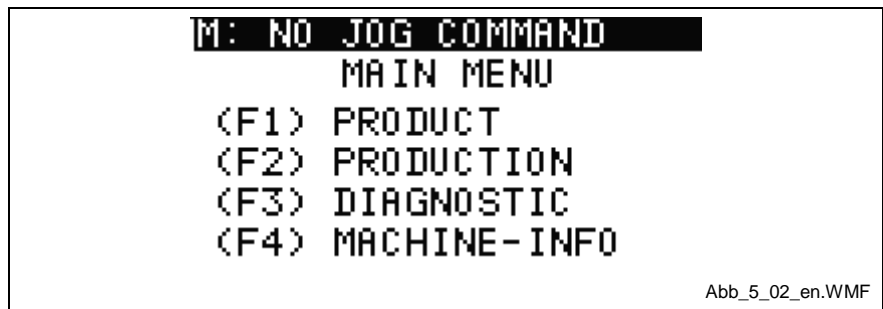 M: NO JOG COMMAND
MAIN MENU
(F1) PRODUCT
(F2) PRODUCTION
(F3) DIAGNOSTIC
(F4) MACHINE-INFO
Abb_5_02_en.WMF